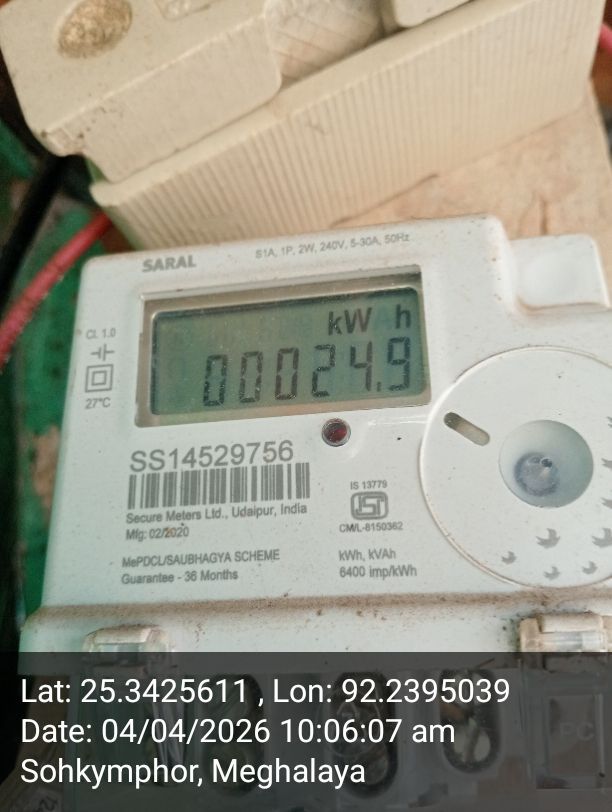 SARAL
S1A, 1P, 2W, 240V, 5-30A, 50Hz
kW h
000024.9
Cl. 1.0
27°C
SS14529756
Secure Meters Ltd., Udaipur, India
Mfg: 02/2020
IS 13779
CM/L-8150362
MePDCL/SAUBHAGYA SCHEME
Guarantee - 36 Months
kWh, kVAh
6400 imp/kWh
PC
Lat: 25.3425611 , Lon: 92.2395039
Date: 04/04/2026 10:06:07 am
Sohkymphor, Meghalaya